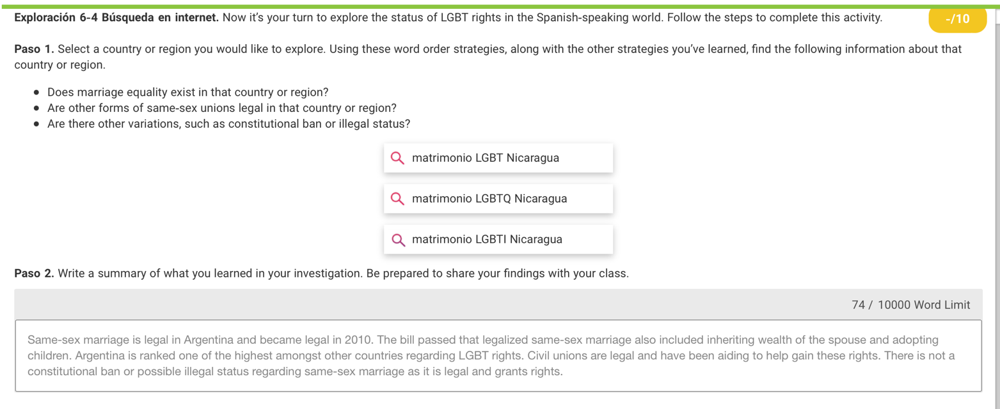 Exploración 6-4 Búsqueda en internet. Now it's your turn to explore the status of LGBT rights in the Spanish-speaking world. Follow the steps to complete this activity.
-/10
Paso 1. Select a country or region you would like to explore. Using these word order strategies, along with the other strategies you've learned, find the following information about that
country or region.
• Does marriage equality exist in that country or region?
• Are other forms of same-sex unions legal in that country or region?
• Are there other variations, such as constitutional ban or illegal status?
matrimonio LGBT Nicaragua
matrimonio LGBTQ Nicaragua
matrimonio LGBTI Nicaragua
Paso 2. Write a summary of what you learned in your investigation. Be prepared to share your findings with your class.
74 / 10000 Word Limit
Same-sex marriage is legal in Argentina and became legal in 2010. The bill passed that legalized same-sex marriage also included inheriting wealth of the spouse and adopting
children. Argentina is ranked one of the highest amongst other countries regarding LGBT rights. Civil unions are legal and have been aiding to help gain these rights. There is not a
constitutional ban or possible illegal status regarding same-sex marriage as it is legal and grants rights.